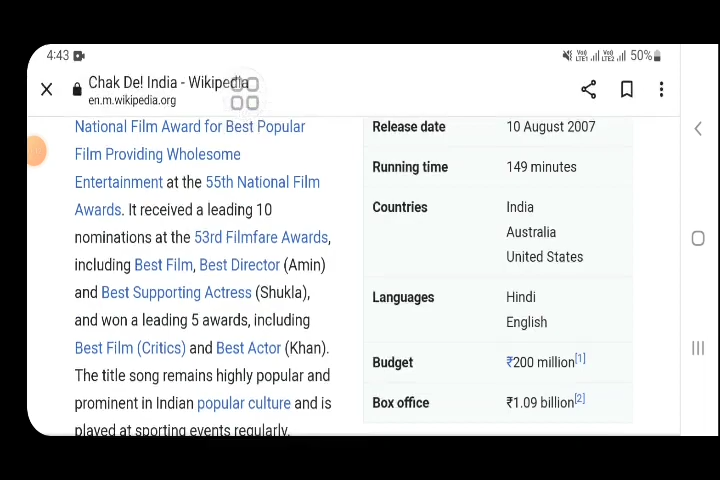 4:43
Vo) LTE1 Vo) LTE2 50%
Chak De! India - Wikipedia
en.m.wikipedia.org
National Film Award for Best Popular
Film Providing Wholesome
Entertainment at the 55th National Film
Awards. It received a leading 10
nominations at the 53rd Filmfare Awards,
including Best Film, Best Director (Amin)
and Best Supporting Actress (Shukla),
and won a leading 5 awards, including
Best Film (Critics) and Best Actor (Khan).
The title song remains highly popular and
prominent in Indian popular culture and is
played at sporting events regularly.
Release date 10 August 2007
Running time 149 minutes
Countries India
Australia
United States
Languages Hindi
English
Budget ₹200 million[1]
Box office ₹1.09 billion[2]